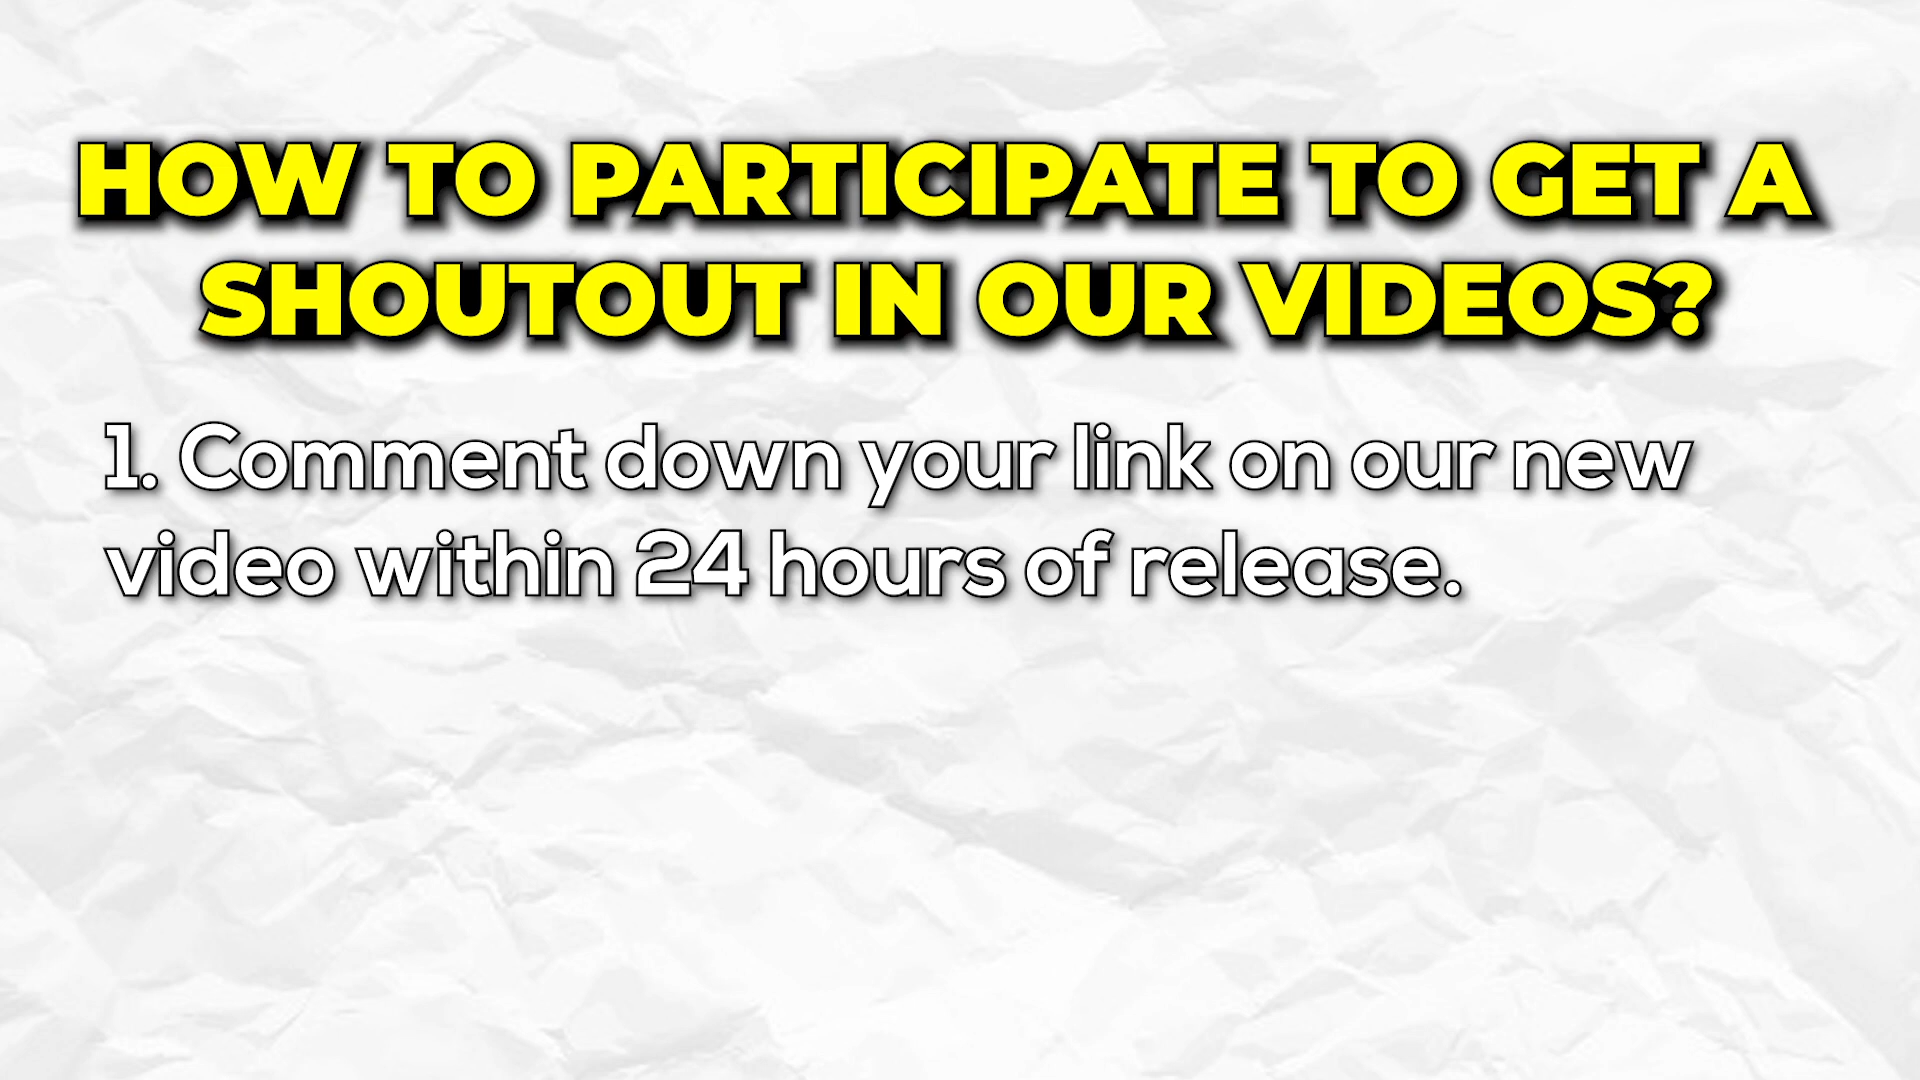 HOW TO PARTICIPATE TO GET A
SHOUTOUT IN OUR VIDEOS?
1. Comment down your link on our new
video within 24 hours of release.